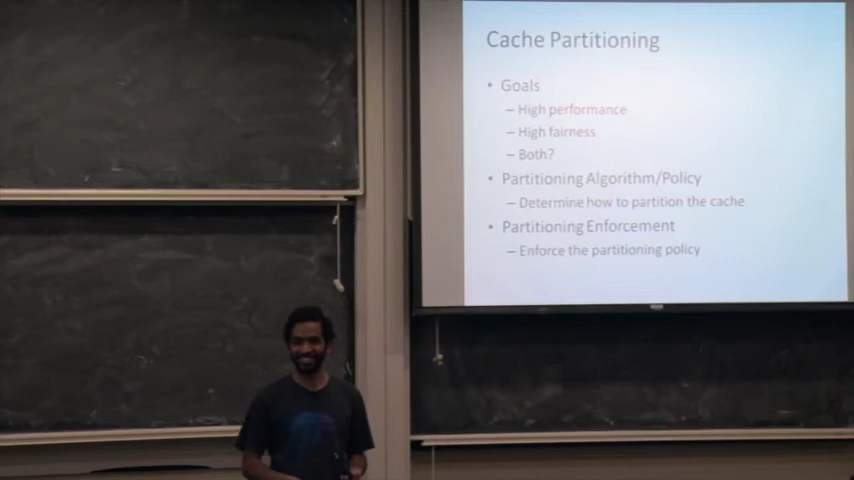 Cache Partitioning
• Goals
– High performance
– High fairness
– Both?
• Partitioning Algorithm/Policy
– Determine how to partition the cache
• Partitioning Enforcement
– Enforce the partitioning policy